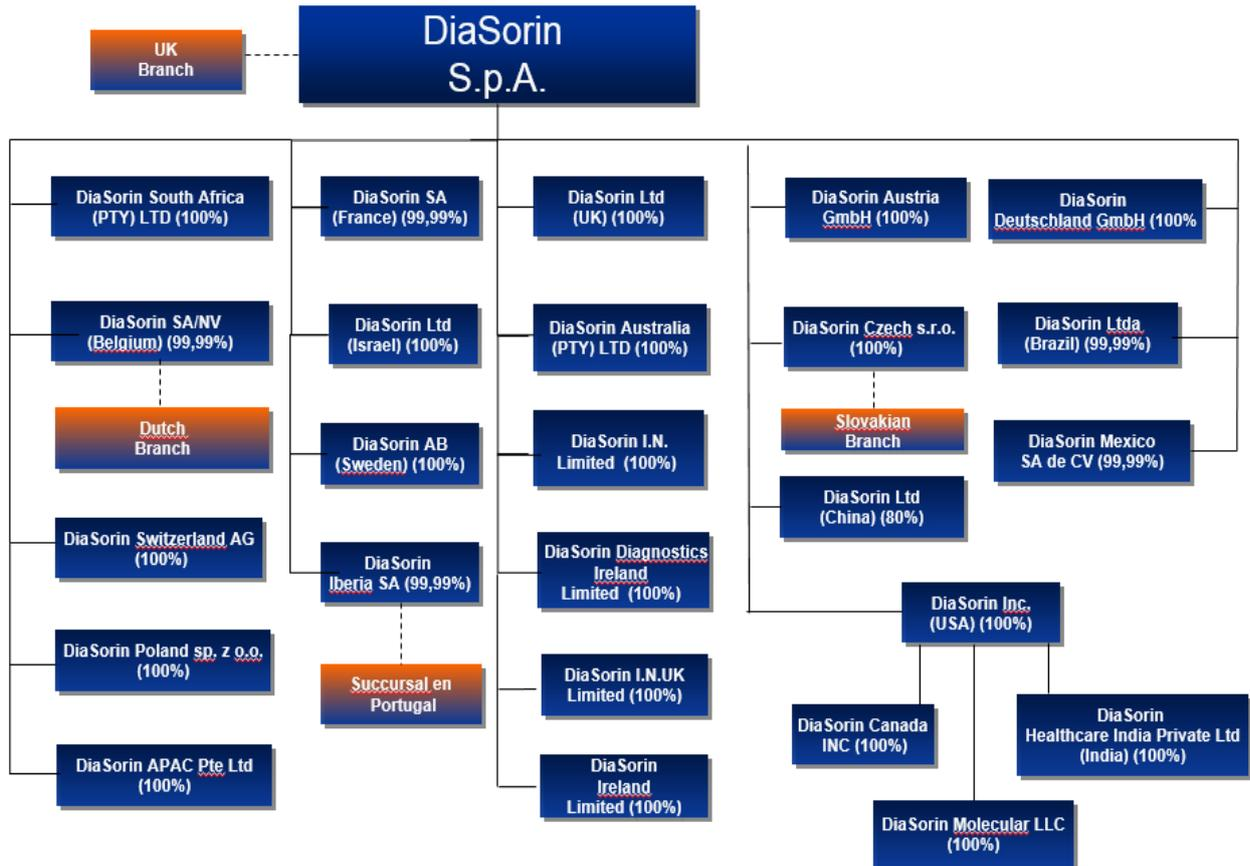 DiaSorin
S.p.A.
UK
Branch
DiaSorin South Africa
(PTY) LTD (100%)
DiaSorin SA/NV
(Belgium) (99,99%)
Dutch
Branch
DiaSorin Switzerland AG
(100%)
DiaSorin Poland sp. z o.o.
(100%)
DiaSorin APAC Pte Ltd
(100%)
DiaSorin SA
(France) (99,99%)
DiaSorin Ltd
(Israel) (100%)
DiaSorin AB
(Sweden) (100%)
DiaSorin
Iberia SA (99,99%)
Succursal en
Portugal
DiaSorin Ltd
(UK) (100%)
DiaSorin Australia
(PTY) LTD (100%)
DiaSorin I.N.
Limited (100%)
DiaSorin Diagnostics
Ireland
Limited (100%)
DiaSorin I.N.UK
Limited (100%)
DiaSorin
Ireland
Limited (100%)
DiaSorin Austria
GmbH (100%)
DiaSorin Czech s.r.o.
(100%)
Slovakian
Branch
DiaSorin Ltd
(China) (80%)
DiaSorin
Deutschland GmbH (100%
DiaSorin Ltda
(Brazil) (99,99%)
DiaSorin Mexico
SA de CV (99,99%)
DiaSorin Inc.
(USA) (100%)
DiaSorin Canada
INC (100%)
DiaSorin
Healthcare India Private Ltd
(India) (100%)
DiaSorin Molecular LLC
(100%)